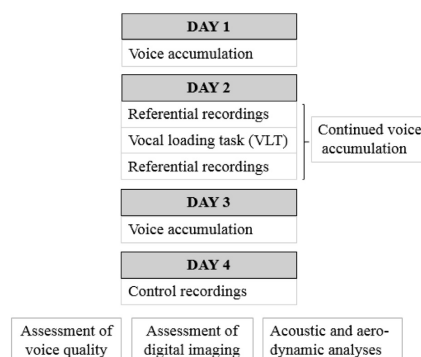 DAY 1
Voice accumulation
DAY 2
Referential recordings
Vocal loading task (VLT)
Referential recordings
Continued voice
accumulation
DAY 3
Voice accumulation
DAY 4
Control recordings
Assessment of
voice quality
Assessment of
digital imaging
Acoustic and aero-
dynamic analyses